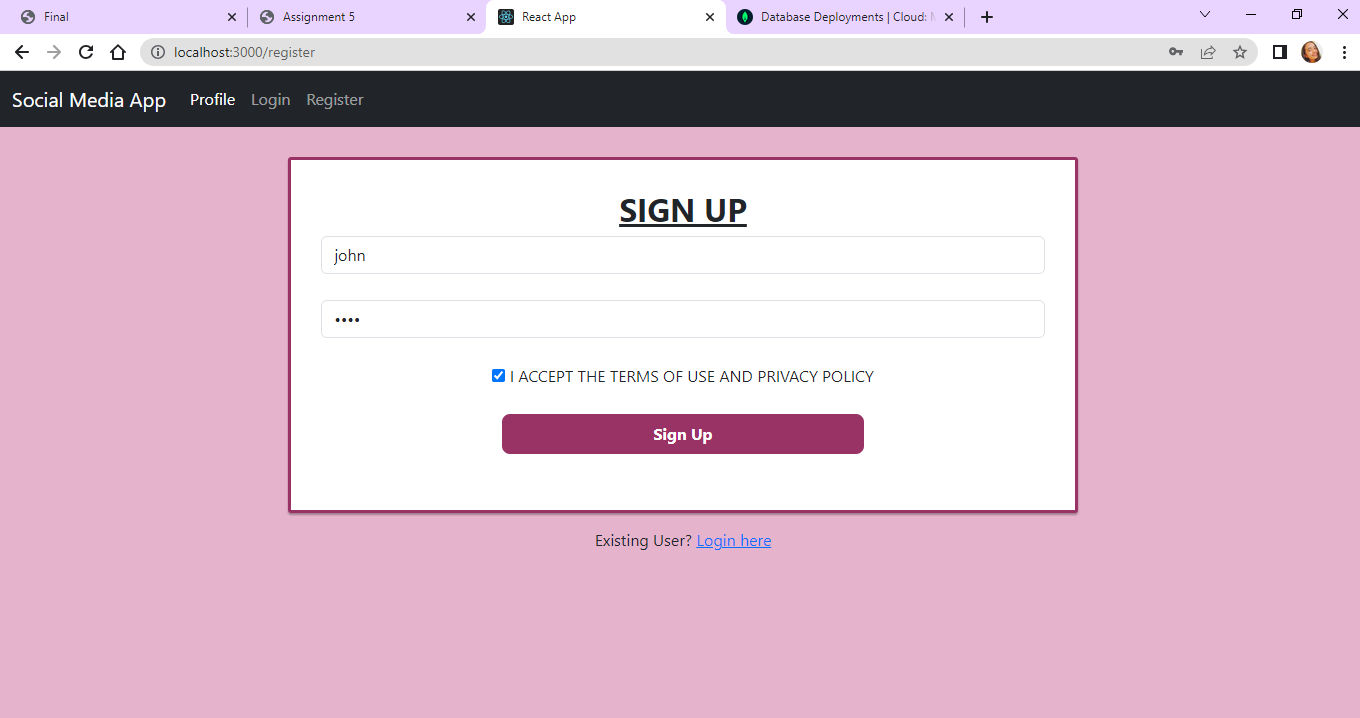 Final
Assignment 5
React App
Database Deployments | Cloud:
localhost:3000/register
Social Media App Profile Login Register
SIGN UP
john
••••
I ACCEPT THE TERMS OF USE AND PRIVACY POLICY
Sign Up
Existing User? Login here